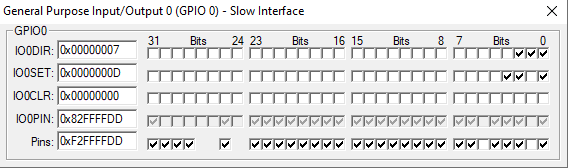 General Purpose Input/Output 0 (GPIO 0) - Slow Interface
GPIO0
IO0DIR: 0x00000007 31 Bits 24 23 Bits 16 15 Bits 8 7 Bits 0
IO0SET: 0x0000000D
IO0CLR: 0x00000000
IO0PIN: 0x82FFFFDD
Pins: 0xF2FFFFDD